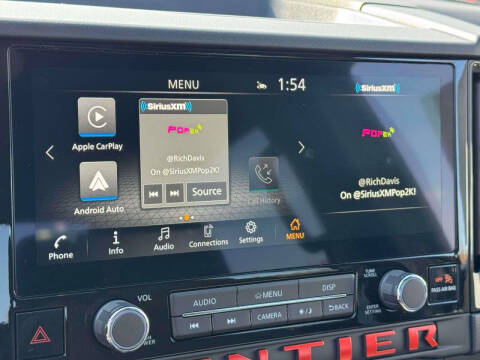 MENU
1:54
SiriusXM
SiriusXM
Apple CarPlay
POP2K
POP2K
@RichDavis
On @SiriusXMPop2K!
@RichDavis
On @SiriusXMPop2K!
Source
Call History
Android Auto
Phone
Info
Audio
Connections
Settings
MENU
VOL
POWER
AUDIO
MENU
DISP
CAMERA
BACK
TUNE
SCROLL
ENTER
SETTING
PASS AIR BAG
NTIER